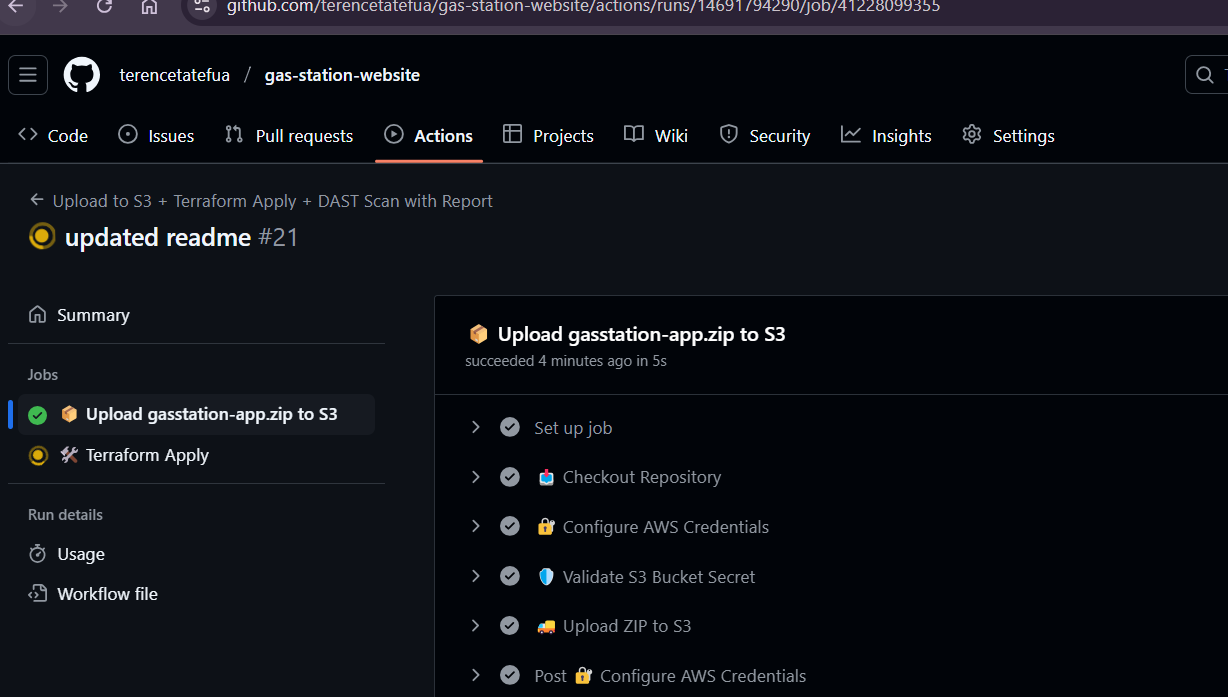 github.com/terencetatefua/gas-station-website/actions/runs/14691794290/job/41228099355
terencetatefua / gas-station-website
Code Issues Pull requests Actions Projects Wiki Security Insights Settings
Upload to S3 + Terraform Apply + DAST Scan with Report
updated readme #21
Summary
Jobs
Upload gasstation-app.zip to S3
Terraform Apply
Run details
Usage
Workflow file
Upload gasstation-app.zip to S3
succeeded 4 minutes ago in 5s
Set up job
Checkout Repository
Configure AWS Credentials
Validate S3 Bucket Secret
Upload ZIP to S3
Post Configure AWS Credentials